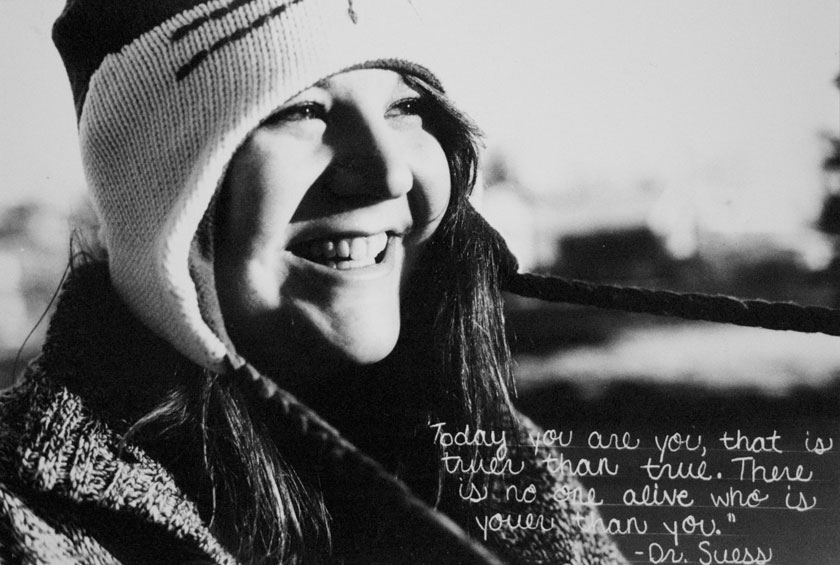 "Today you are you, that is
truer than true. There
is no one alive who is
youer than you."
-Dr. Suess